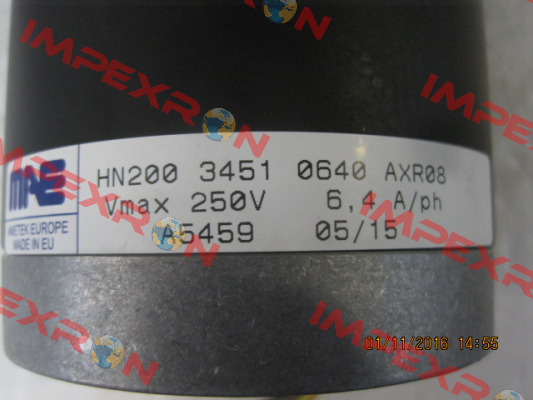 IMPEXRON
IMPEXRON
MAE
AMETEK EUROPE
MADE IN EU
HN200 3451 0640 AXR08
Vmax 250V 6,4 A/ph
A5459 05/15
IMPEXRON
IMPEXRON
01/11/2016 14:55
IMPEXRON